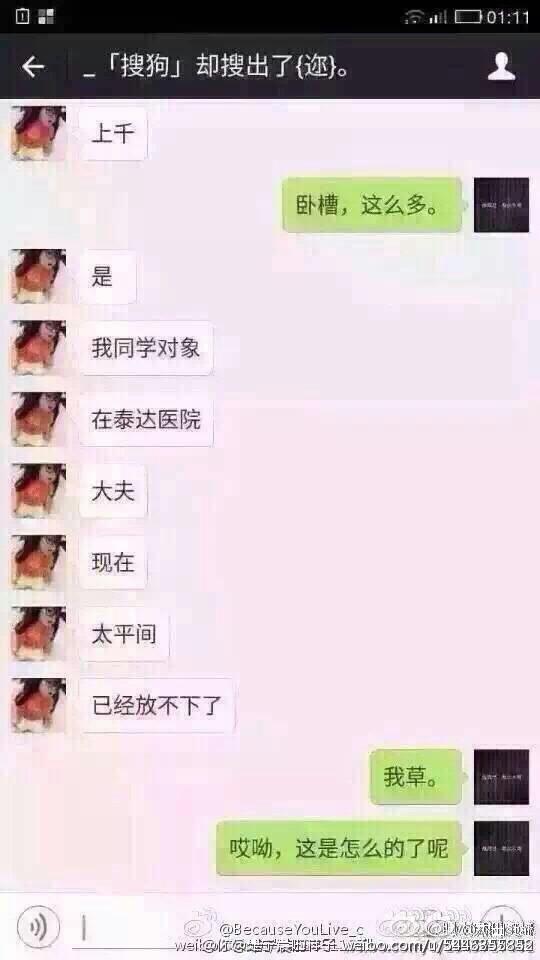 01:11
_「搜狗」却搜出了{迩}。
上千
卧槽，这么多。
是
我同学对象
在泰达医院
大夫
现在
太平间
已经放不下了
我草。
哎呦，这是怎么的了呢
@BecauseYouLive_c